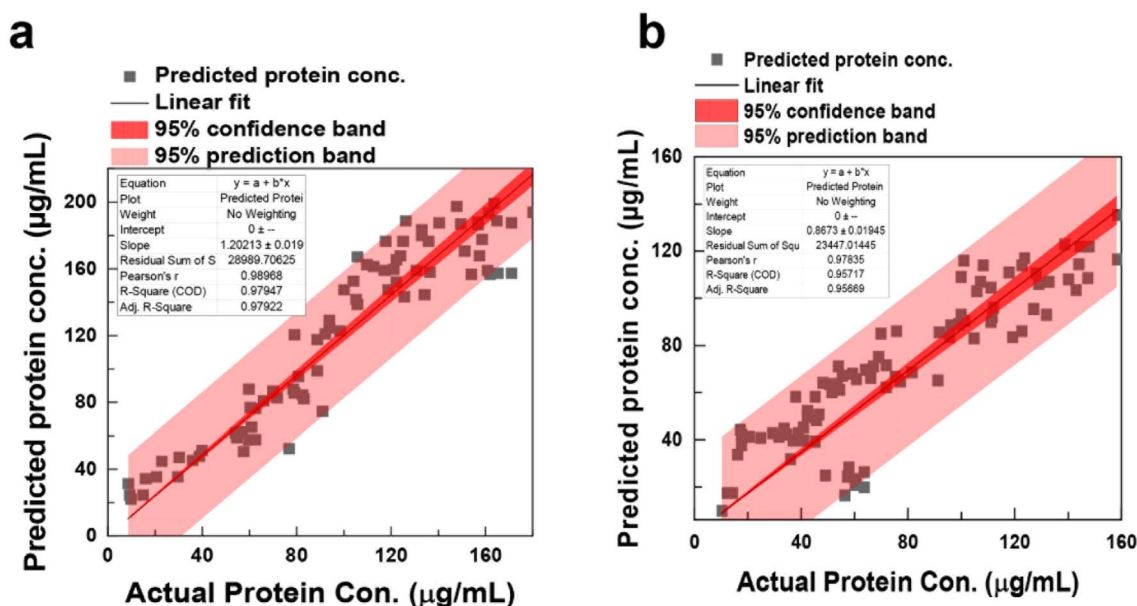 a
Predicted protein conc.
Linear fit
95% confidence band
95% prediction band
Predicted protein conc. (µg/mL)
200
160
120
80
40
0
Equation y = a + b*x
Plot Predicted Protei
Weight No Weighting
Intercept 0 ± --
Slope 1.20213 ± 0.019
Residual Sum of S 28989.70625
Pearson's r 0.98968
R-Square (COD) 0.97947
Adj. R-Square 0.97922
0 40 80 120 160
Actual Protein Con. (µg/mL)
b
Predicted protein conc.
Linear fit
95% confidence band
95% prediction band
Predicted protein conc. (µg/mL)
160
120
80
40
Equation y = a + b*x
Plot Predicted Protein
Weight No Weighting
Intercept 0 ± --
Slope 0.8673 ± 0.01945
Residual Sum of Squ 23447.01445
Pearson's r 0.97835
R-Square (COD) 0.95717
Adj. R-Square 0.95669
0 40 80 120 160
Actual Protein Con. (µg/mL)